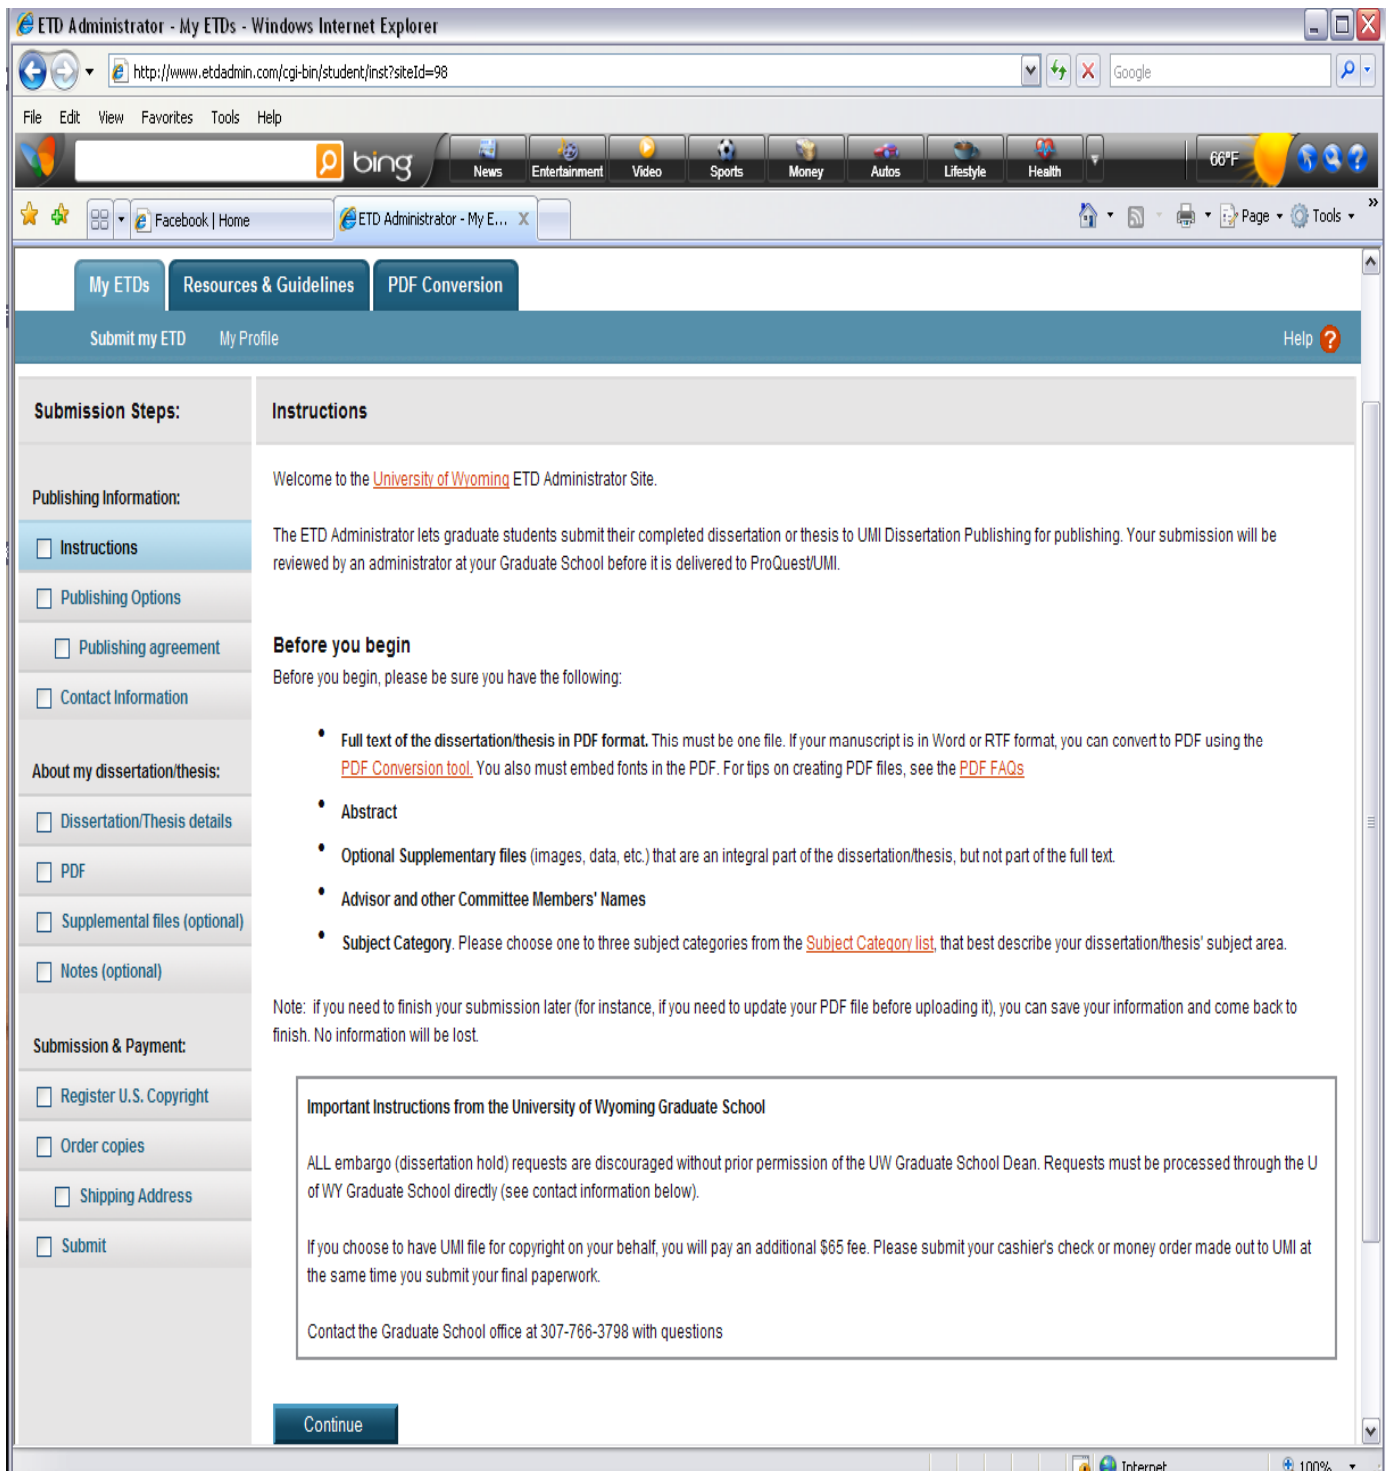 ETD Administrator - My ETDs - Windows Internet Explorer
http://www.etdadmin.com/cgi-bin/student/inst?siteId=98
Google
File Edit View Favorites Tools Help
bing
News Entertainment Video Sports Money Autos Lifestyle Health
66°F
Facebook | Home
ETD Administrator - My E... X
Page
Tools
My ETDs
Resources & Guidelines
PDF Conversion
Submit my ETD
My Profile
Help ?
Submission Steps:
Publishing Information:
Instructions
Publishing Options
Publishing agreement
Contact Information
About my dissertation/thesis:
Dissertation/Thesis details
PDF
Supplemental files (optional)
Notes (optional)
Submission & Payment:
Register U.S. Copyright
Order copies
Shipping Address
Submit
Instructions
Welcome to the University of Wyoming ETD Administrator Site.
The ETD Administrator lets graduate students submit their completed dissertation or thesis to UMI Dissertation Publishing for publishing. Your submission will be
reviewed by an administrator at your Graduate School before it is delivered to ProQuest/UMI.
Before you begin
Before you begin, please be sure you have the following:
• Full text of the dissertation/thesis in PDF format. This must be one file. If your manuscript is in Word or RTF format, you can convert to PDF using the
PDF Conversion tool. You also must embed fonts in the PDF. For tips on creating PDF files, see the PDF FAQs
• Abstract
• Optional Supplementary files (images, data, etc.) that are an integral part of the dissertation/thesis, but not part of the full text.
• Advisor and other Committee Members' Names
• Subject Category. Please choose one to three subject categories from the Subject Category list, that best describe your dissertation/thesis' subject area.
Note: if you need to finish your submission later (for instance, if you need to update your PDF file before uploading it), you can save your information and come back to
finish. No information will be lost.
Important Instructions from the University of Wyoming Graduate School
ALL embargo (dissertation hold) requests are discouraged without prior permission of the UW Graduate School Dean. Requests must be processed through the U
of WY Graduate School directly (see contact information below).
If you choose to have UMI file for copyright on your behalf, you will pay an additional $65 fee. Please submit your cashier's check or money order made out to UMI at
the same time you submit your final paperwork.
Contact the Graduate School office at 307-766-3798 with questions
Continue
Internet
100%